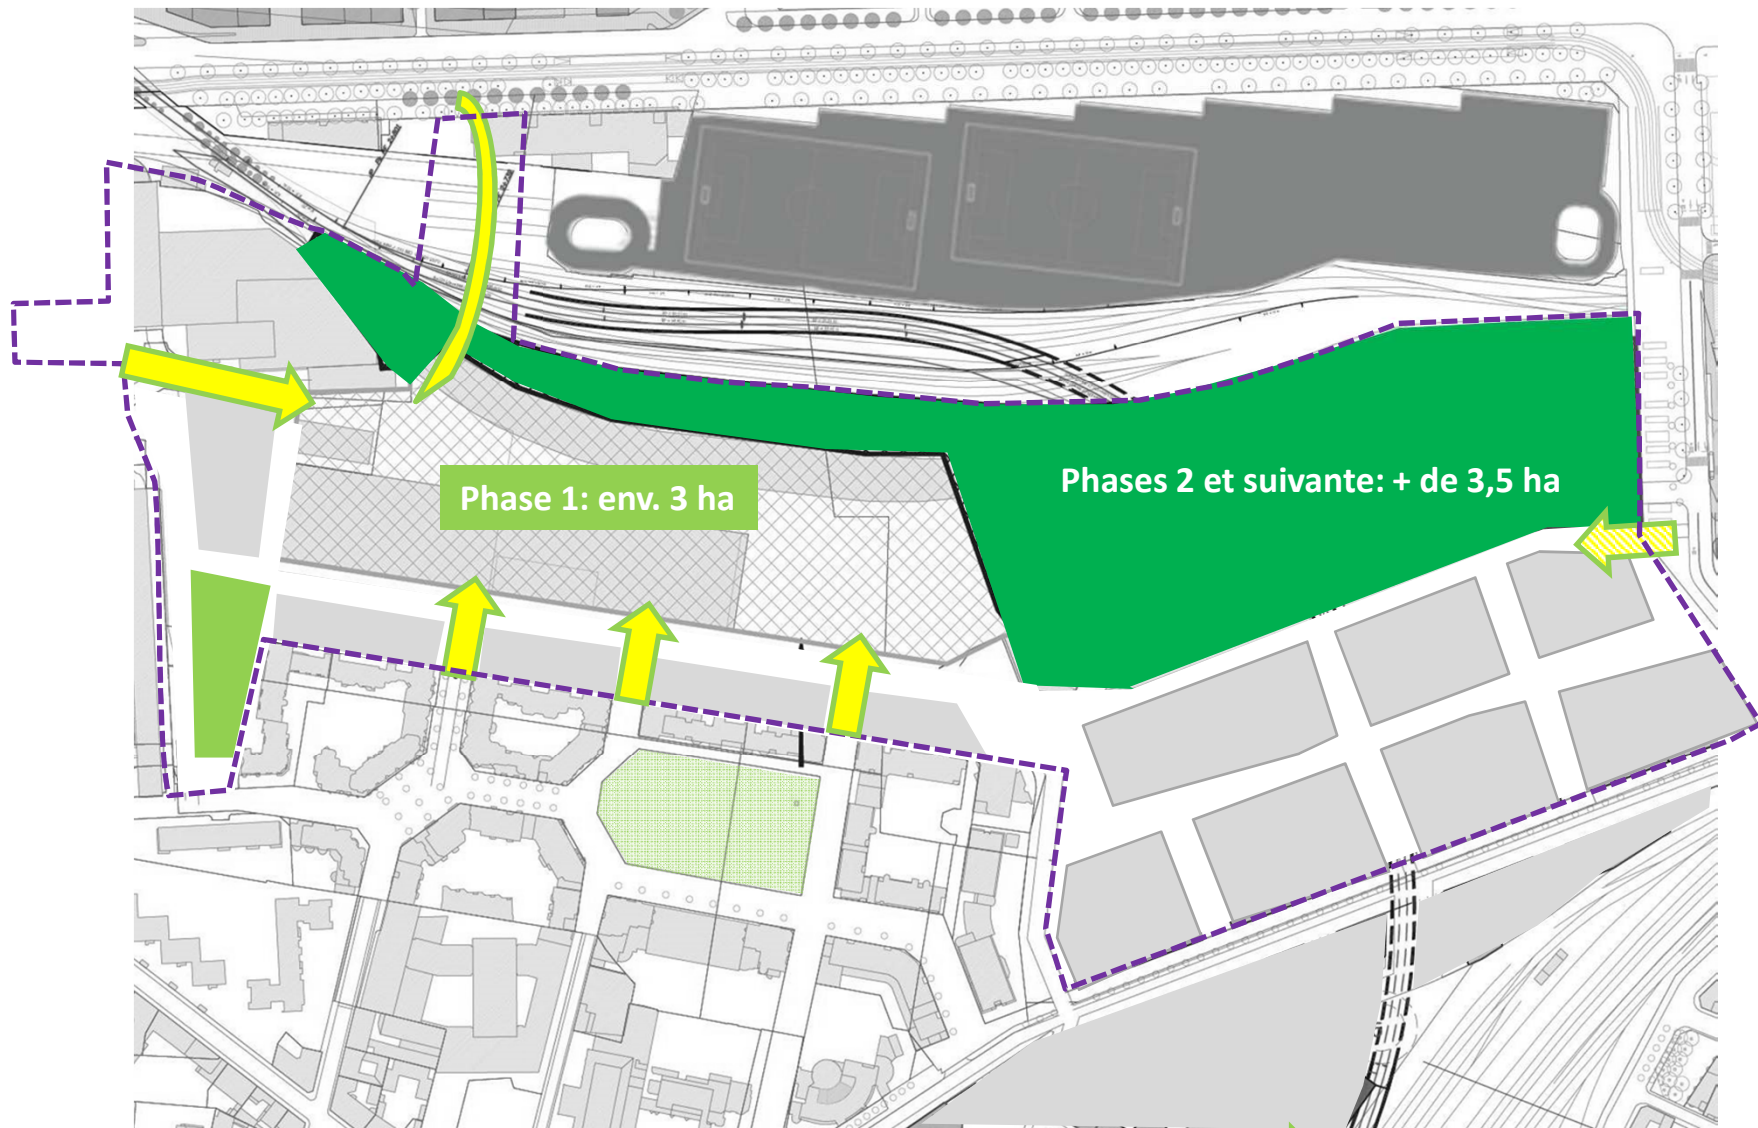 Phase 1: env. 3 ha
Phases 2 et suivante: + de 3,5 ha